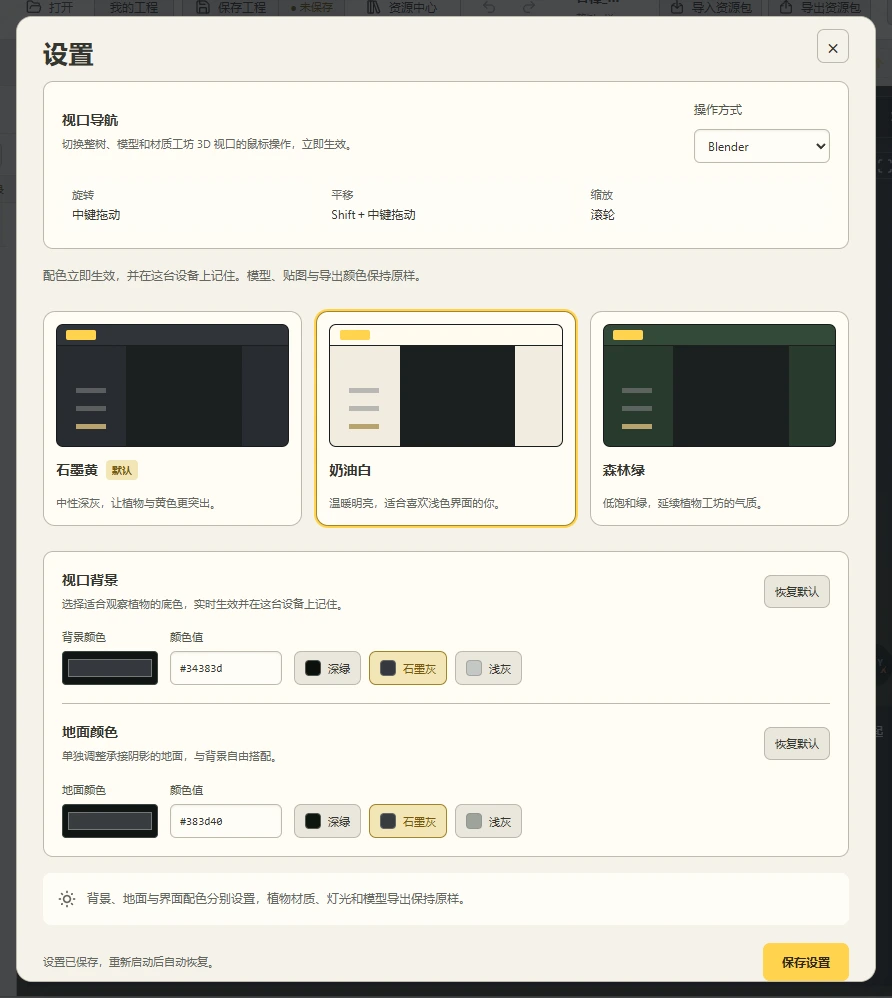 打开
我的工程
保存工程
未保存
资源中心
导入资源包
导出资源包
设置
视口导航
切换整树、模型和材质工坊 3D 视口的鼠标操作，立即生效。
操作方式
Blender
旋转
平移
缩放
中键拖动
Shift + 中键拖动
滚轮
配色立即生效，并在这台设备上记住。模型、贴图与导出颜色保持原样。
石墨黄 默认
中性深灰，让植物与黄色更突出。
奶油白
温暖明亮，适合喜欢浅色界面的你。
森林绿
低饱和绿，延续植物工坊的气质。
视口背景
选择适合观察植物的底色，实时生效并在这台设备上记住。
恢复默认
背景颜色
颜色值
#34383d
深绿
石墨灰
浅灰
地面颜色
单独调整承接阴影的地面，与背景自由搭配。
恢复默认
地面颜色
颜色值
#383d40
深绿
石墨灰
浅灰
背景、地面与界面配色分别设置，植物材质、灯光和模型导出保持原样。
设置已保存，重新启动后自动恢复。
保存设置